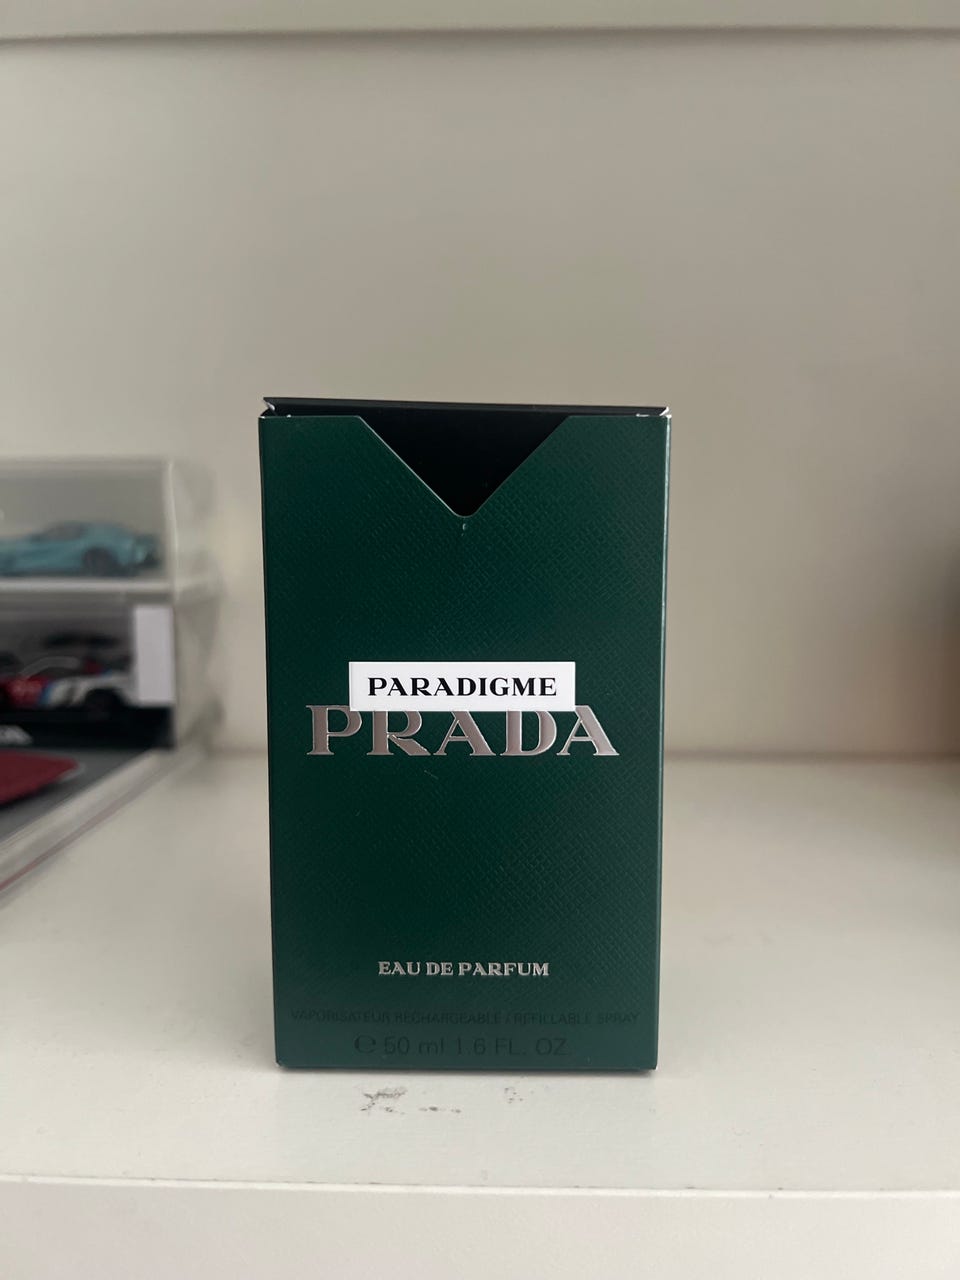 PARADIGME
PRADA
EAU DE PARFUM
VAPORISATEUR RECHARGEABLE / REFILLABLE SPRAY
℮ 50 ml 1.6 FL. OZ.